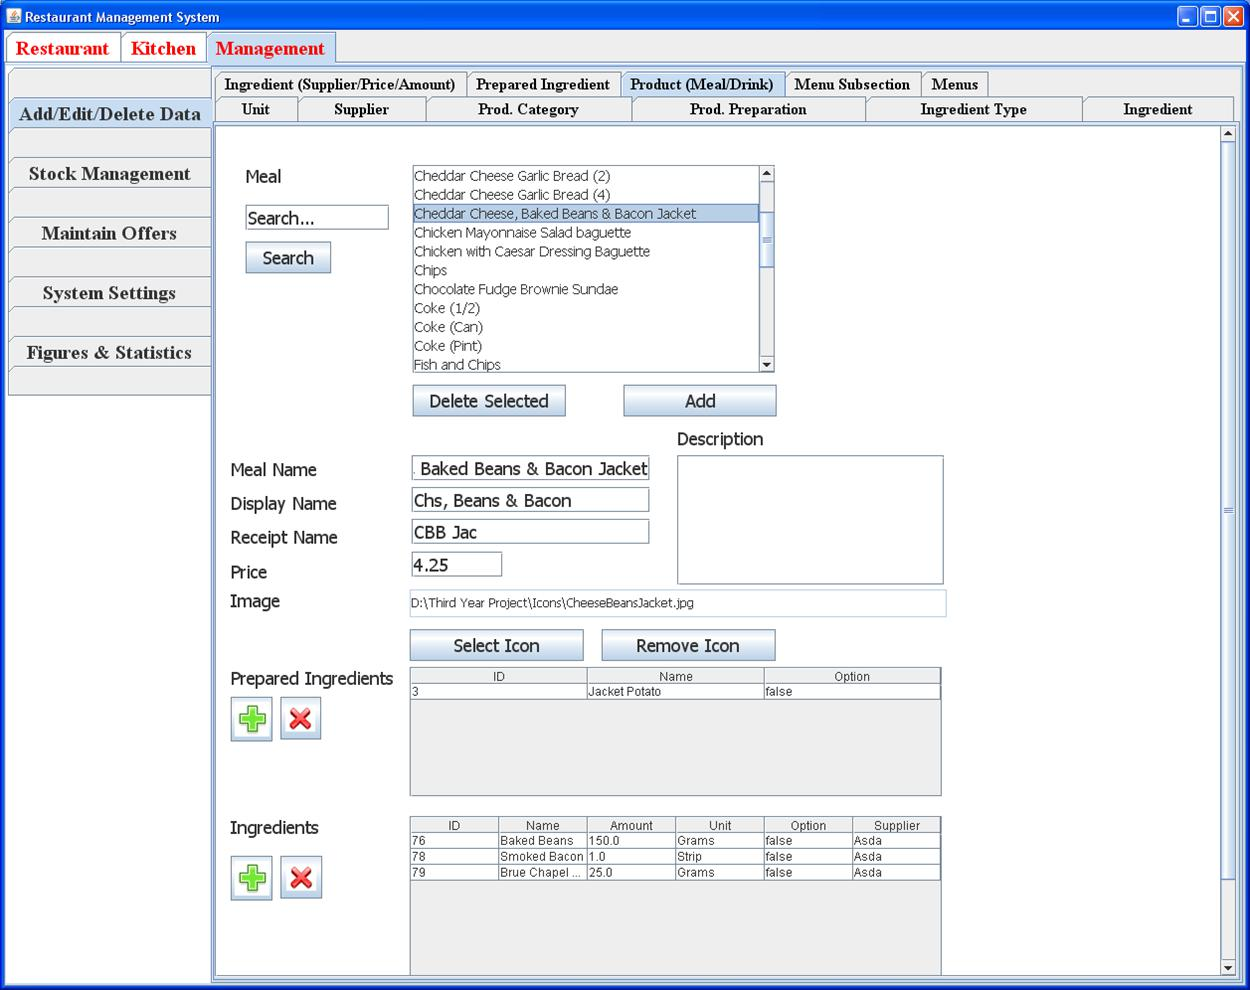 Restaurant Management System
Restaurant Kitchen Management
Ingredient (Supplier/Price/Amount) Prepared Ingredient Product (Meal/Drink) Menu Subsection Menus
Unit Supplier Prod. Category Prod. Preparation Ingredient Type Ingredient
Add/Edit/Delete Data
Stock Management
Maintain Offers
System Settings
Figures & Statistics
Meal
Search...
Search
Cheddar Cheese Garlic Bread (2)
Cheddar Cheese Garlic Bread (4)
Cheddar Cheese, Baked Beans & Bacon Jacket
Chicken Mayonnaise Salad baguette
Chicken with Caesar Dressing Baguette
Chips
Chocolate Fudge Brownie Sundae
Coke (1/2)
Coke (Can)
Coke (Pint)
Fish and Chips
Delete Selected Add
Description
Meal Name Baked Beans & Bacon Jacket
Display Name Chs, Beans & Bacon
Receipt Name CBB Jac
Price 4.25
Image D:\Third Year Project\Icons\CheeseBeansJacket.jpg
Select Icon Remove Icon
Prepared Ingredients
ID Name Option
3 Jacket Potato false
Ingredients
ID Name Amount Unit Option Supplier
76 Baked Beans 150.0 Grams false Asda
78 Smoked Bacon 1.0 Strip false Asda
79 Brue Chapel ... 25.0 Grams false Asda